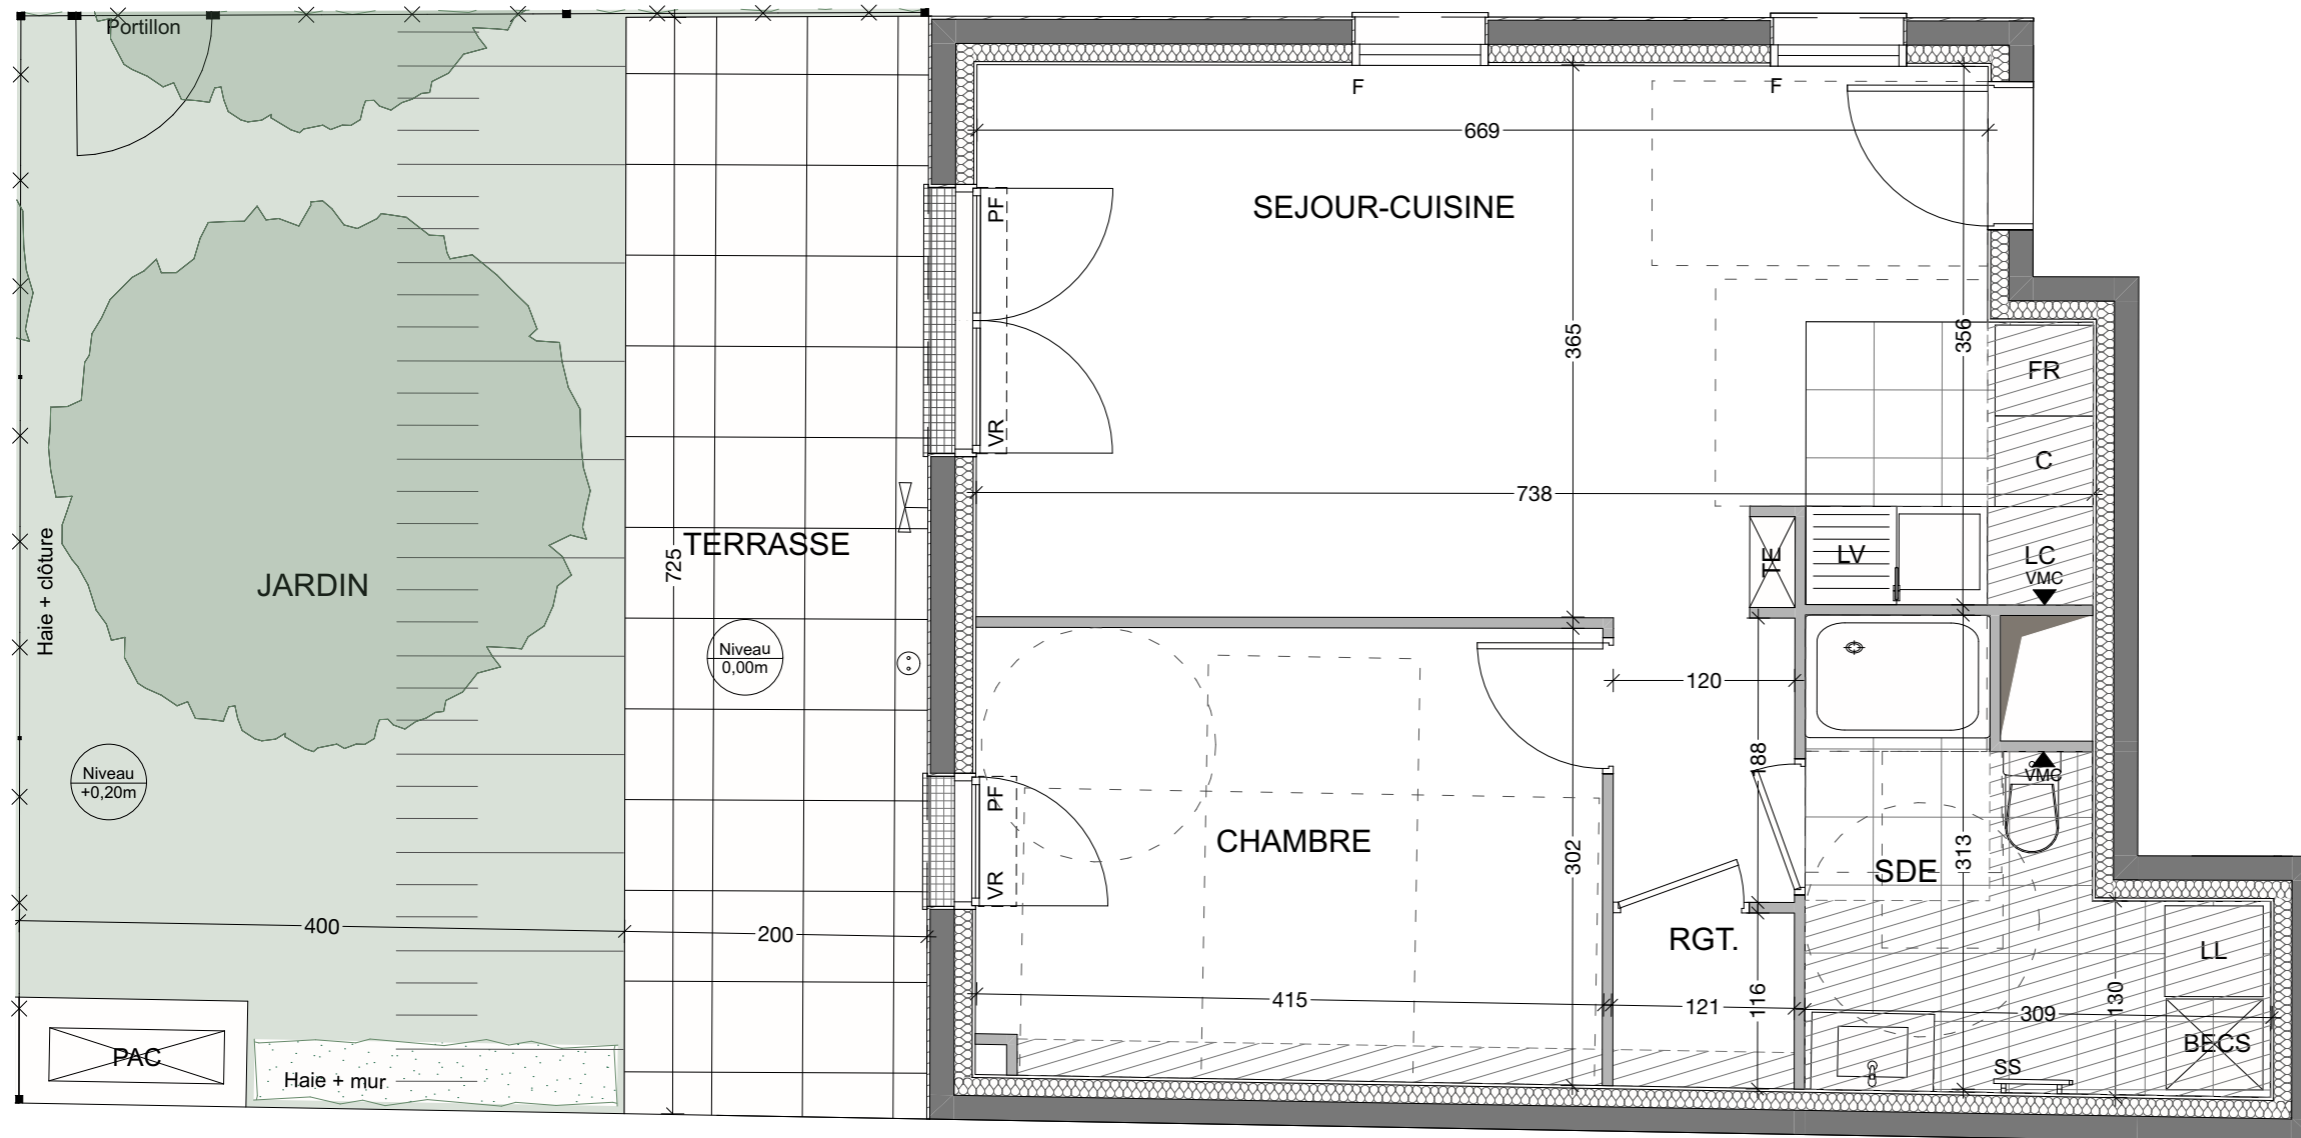 Portillon
F
F
669
PF
SEJOUR-CUISINE
365
356
FR
VR
C
738
TERRASSE
725
TE
LV
LC
VMC
JARDIN
Haie + clôture
Niveau
0,00m
120
188
VMC
Niveau
+0,20m
PF
CHAMBRE
302
VR
SDE
313
400
200
RGT.
LL
415
121
116
309
130
PAC
Haie + mur
SS
BECS